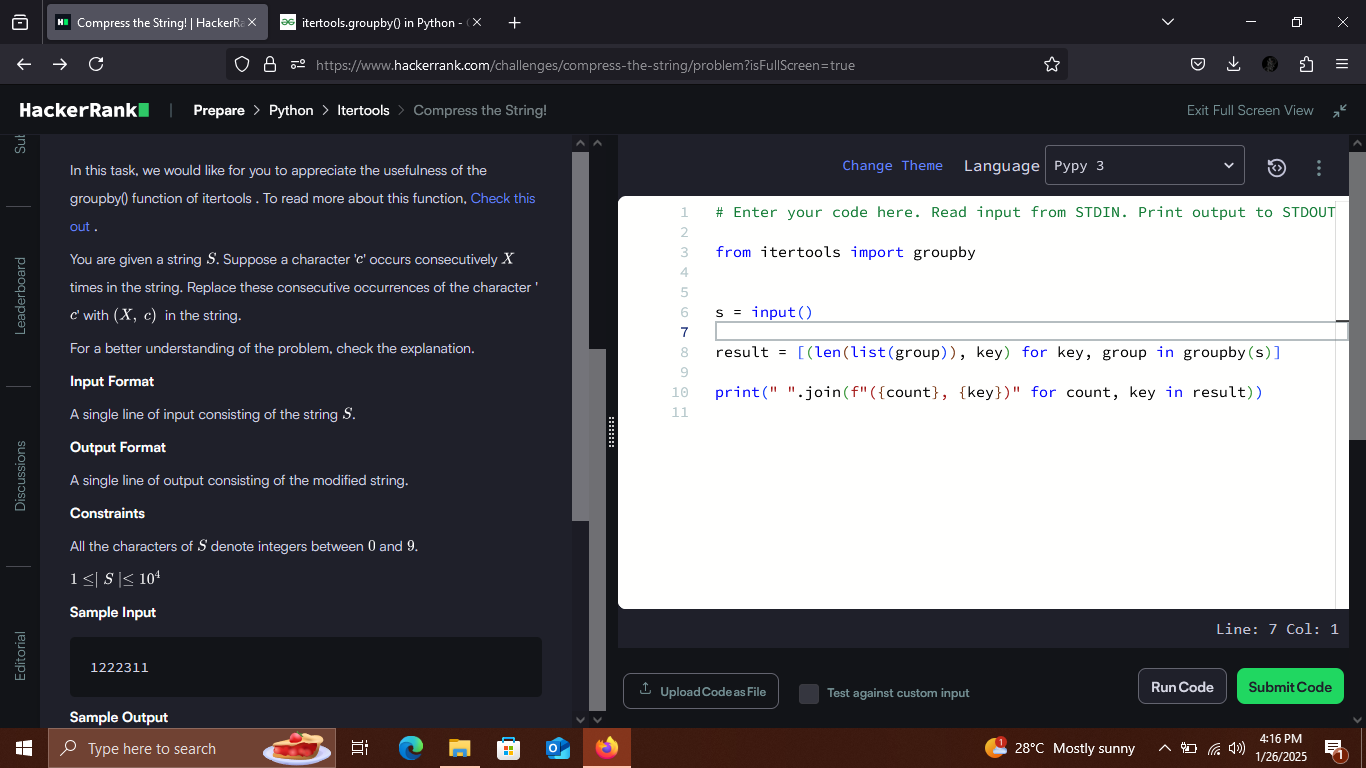 Compress the String! | HackerRa
itertools.groupby() in Python -
https://www.hackerrank.com/challenges/compress-the-string/problem?isFullScreen=true
HackerRank | Prepare > Python > Itertools > Compress the String!
Exit Full Screen View
Su
Leaderboard
Discussions
Editorial
In this task, we would like for you to appreciate the usefulness of the
groupby() function of itertools . To read more about this function, Check this
out .
You are given a string S. Suppose a character 'c' occurs consecutively X
times in the string. Replace these consecutive occurrences of the character '
c' with (X, c) in the string.
For a better understanding of the problem, check the explanation.
Input Format
A single line of input consisting of the string S.
Output Format
A single line of output consisting of the modified string.
Constraints
All the characters of S denote integers between 0 and 9.
1 ≤| S |≤ 10⁴
Sample Input
1222311
Sample Output
Change Theme Language Pypy 3
1 # Enter your code here. Read input from STDIN. Print output to STDOUT
2
3 from itertools import groupby
4
5
6 s = input()
7
8 result = [(len(list(group)), key) for key, group in groupby(s)]
9
10 print(" ".join(f"({count}, {key})" for count, key in result))
11
Line: 7 Col: 1
Upload Code as File
Test against custom input
Run Code
Submit Code
Type here to search
1
28°C Mostly sunny
4:16 PM
1/26/2025
1